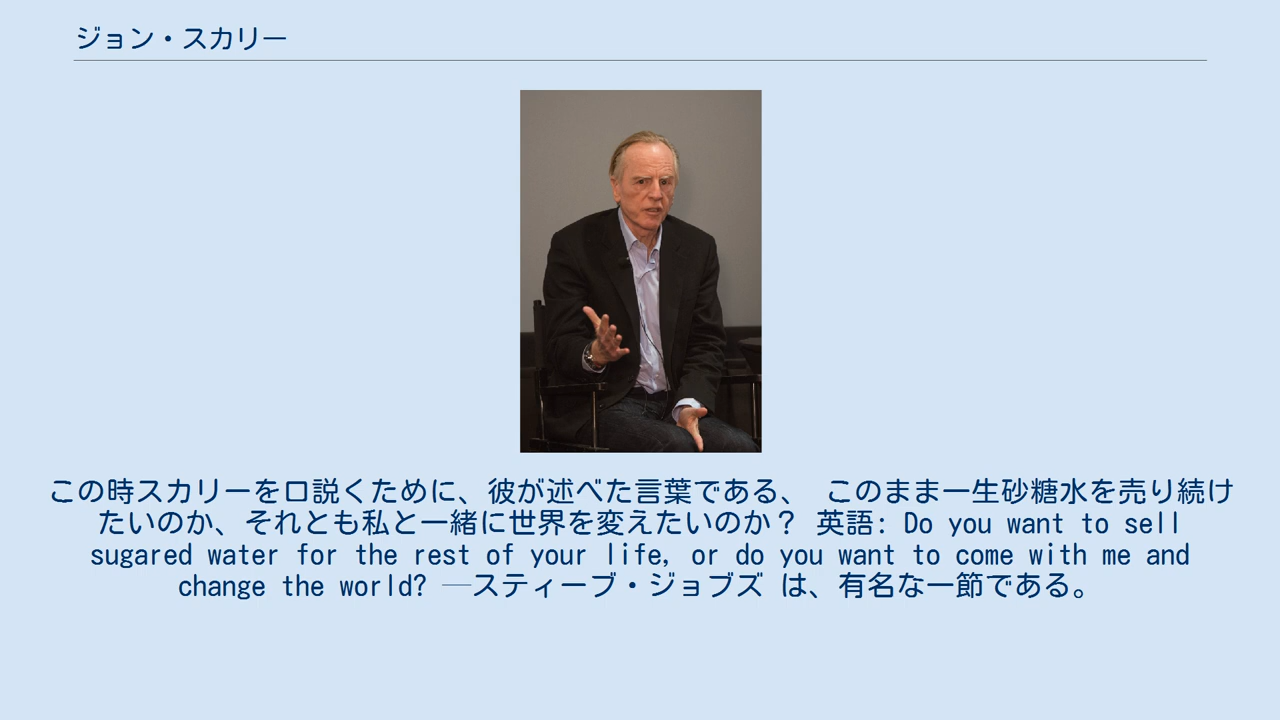 ジョン・スカリー
この時スカリーを口説くために、彼が述べた言葉である、 このまま一生砂糖水を売り続け
たいのか、それとも私と一緒に世界を変えたいのか？ 英語: Do you want to sell
sugared water for the rest of your life, or do you want to come with me and
change the world? ―スティーブ・ジョブズ は、有名な一節である。